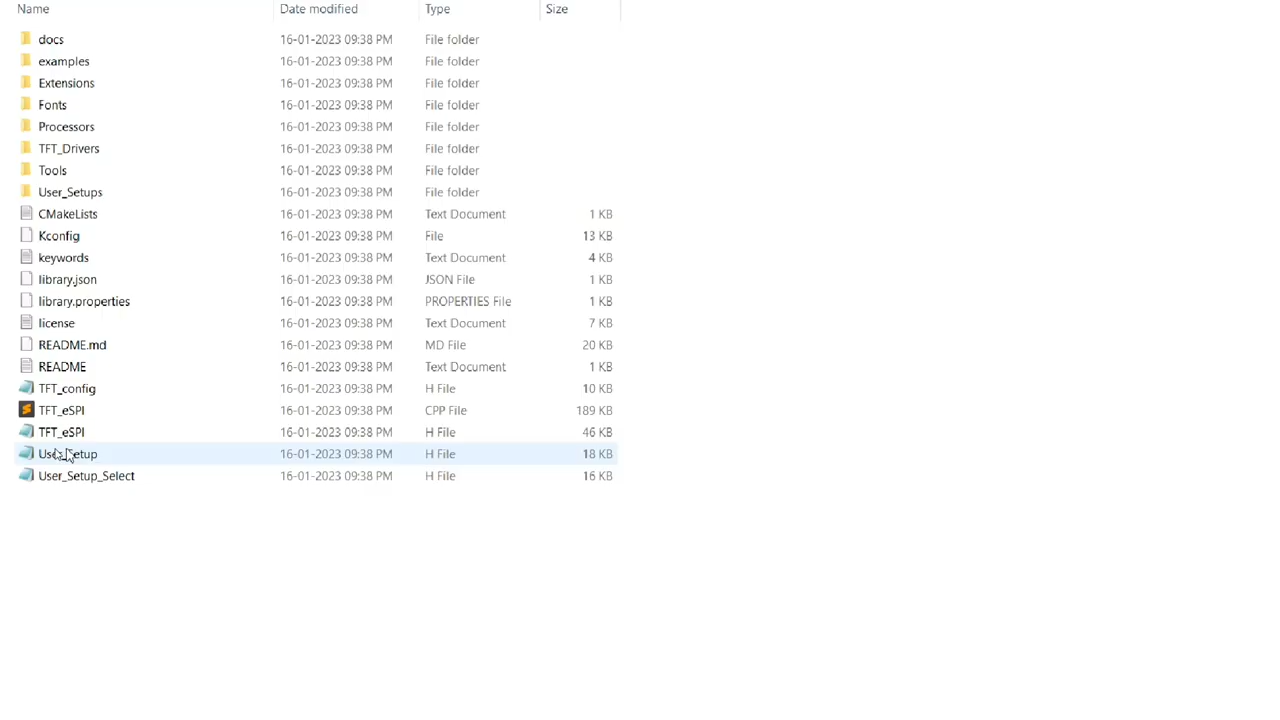 Name Date modified Type Size
docs 16-01-2023 09:38 PM File folder
examples 16-01-2023 09:38 PM File folder
Extensions 16-01-2023 09:38 PM File folder
Fonts 16-01-2023 09:38 PM File folder
Processors 16-01-2023 09:38 PM File folder
TFT_Drivers 16-01-2023 09:38 PM File folder
Tools 16-01-2023 09:38 PM File folder
User_Setups 16-01-2023 09:38 PM File folder
CMakeLists 16-01-2023 09:38 PM Text Document 1 KB
Kconfig 16-01-2023 09:38 PM File 13 KB
keywords 16-01-2023 09:38 PM Text Document 4 KB
library.json 16-01-2023 09:38 PM JSON File 1 KB
library.properties 16-01-2023 09:38 PM PROPERTIES File 1 KB
license 16-01-2023 09:38 PM Text Document 7 KB
README.md 16-01-2023 09:38 PM MD File 20 KB
README 16-01-2023 09:38 PM Text Document 1 KB
TFT_config 16-01-2023 09:38 PM H File 10 KB
TFT_eSPI 16-01-2023 09:38 PM CPP File 189 KB
TFT_eSPI 16-01-2023 09:38 PM H File 46 KB
User_Setup 16-01-2023 09:38 PM H File 18 KB
User_Setup_Select 16-01-2023 09:38 PM H File 16 KB